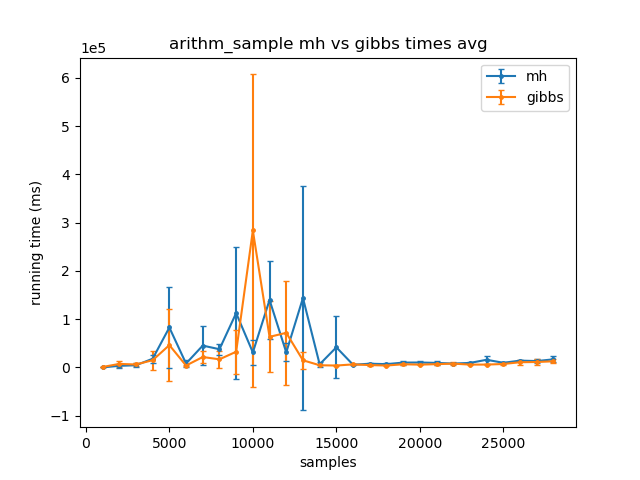 arithm_sample mh vs gibbs times avg
1e5
6
5
4
3
2
1
0
−1
running time (ms)
mh
gibbs
0 5000 10000 15000 20000 25000
samples